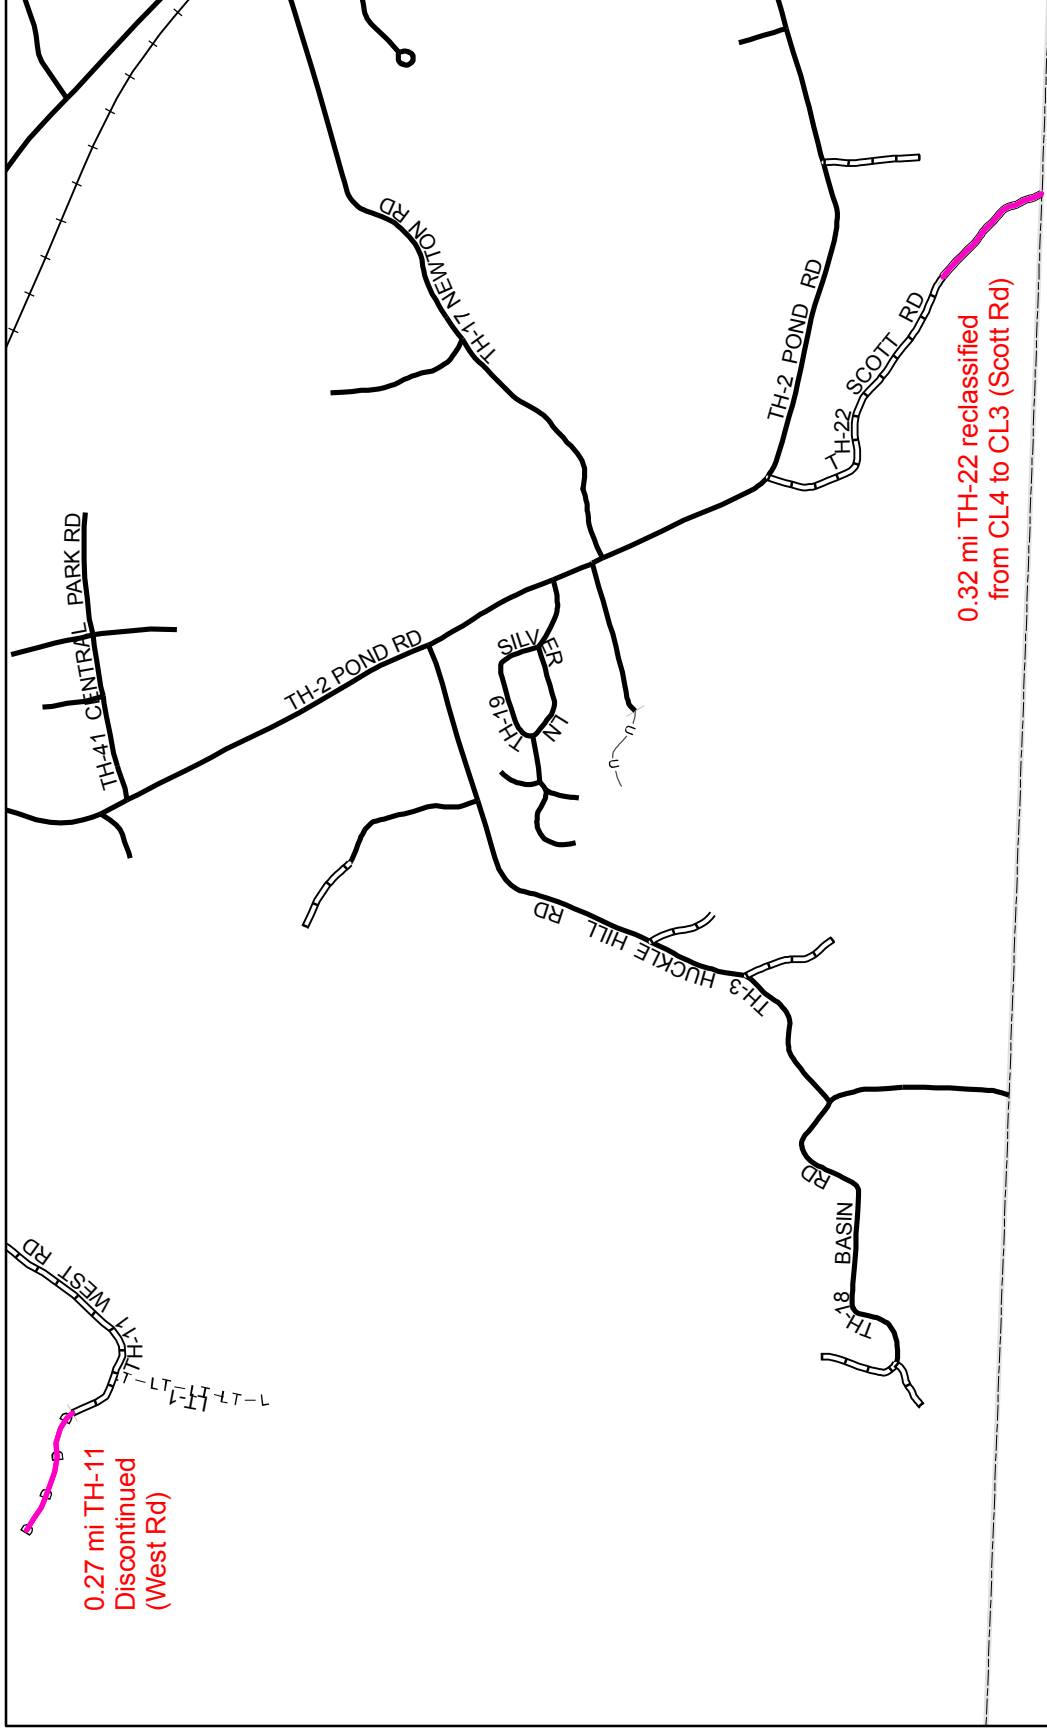 TH-17 NEWTON RD
TH-2 POND RD
TH-22 SCOTT RD
0.32 mi TH-22 reclassified
from CL4 to CL3 (Scott Rd)
TH-41 CENTRAL PARK RD
TH-2 POND RD
TH-19 SILVER LN
U
U
TH-3 HUCKLE HILL RD
TH-18 BASIN RD
TH-11 WEST RD
LT-1
D
D
D
D
0.27 mi TH-11
Discontinued
(West Rd)